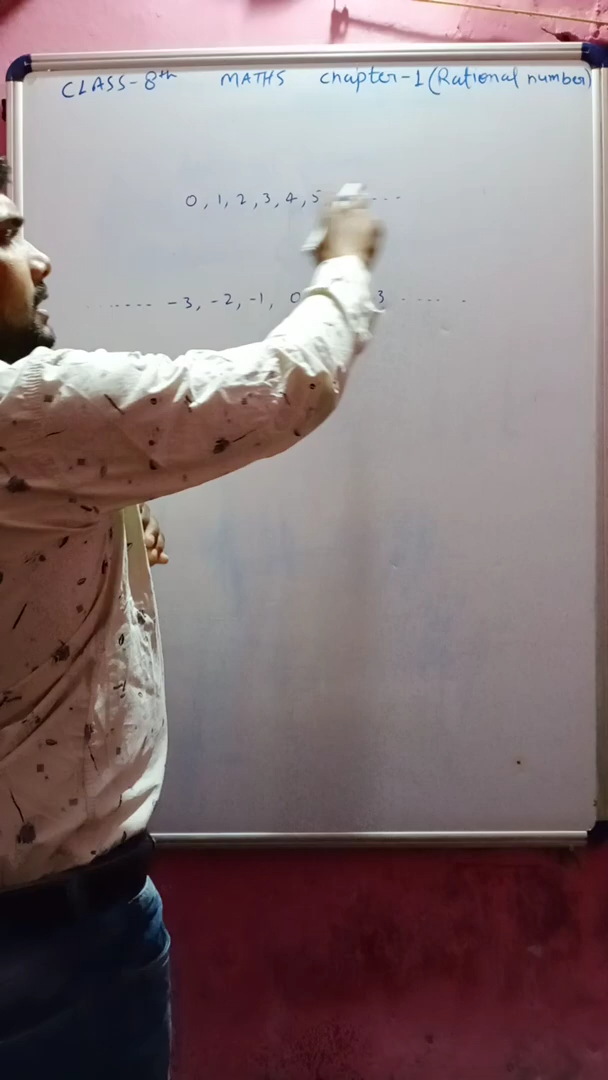 CLASS-8th MATHS chapter-1 (Rational number)
0, 1, 2, 3, 4, 5 ...
...... -3, -2, -1, 0 3 ..... .